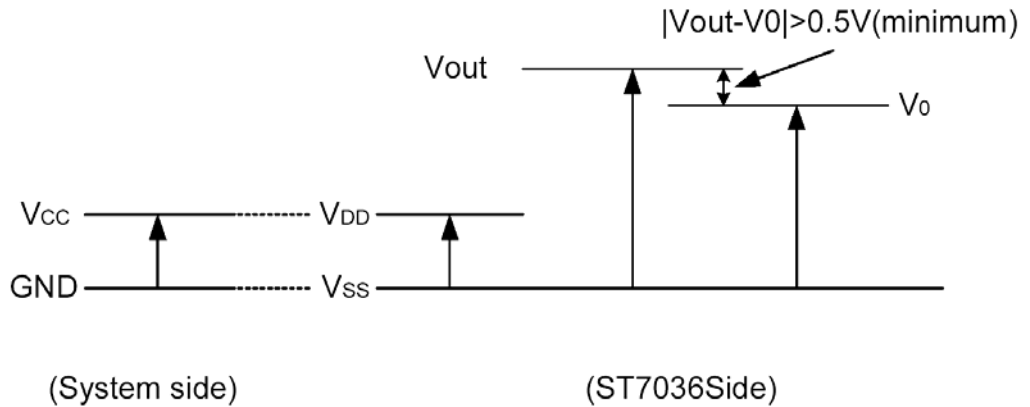 |Vout-V0|>0.5V(minimum)
Vout
V0
VCC
VDD
GND
VSS
(System side)
(ST7036Side)